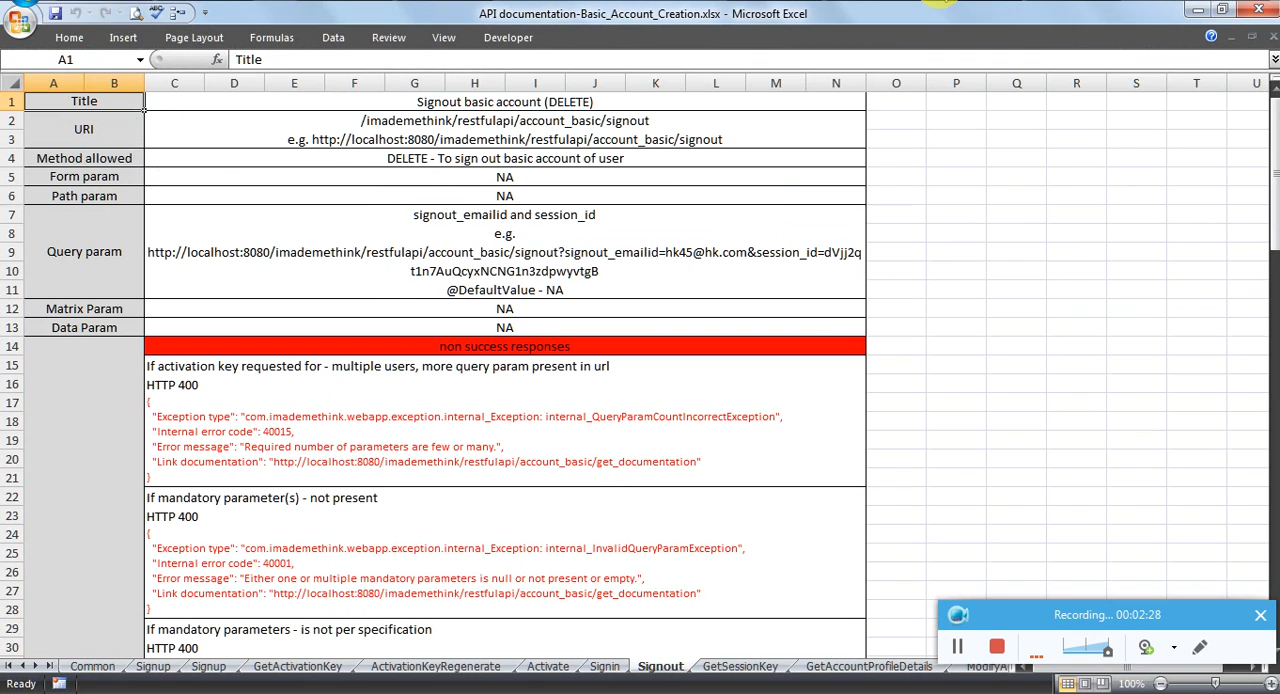 API documentation-Basic_Account_Creation.xlsx - Microsoft Excel
Home Insert Page Layout Formulas Data Review View Developer
A1 fx Title
A B C D E F G H I J K L M N O P Q R S T U
1 Title Signout basic account (DELETE)
2 /imademethink/restfulapi/account_basic/signout
URI
3 e.g. http://localhost:8080/imademethink/restfulapi/account_basic/signout
4 Method allowed DELETE - To sign out basic account of user
5 Form param NA
6 Path param NA
7 signout_emailid and session_id
8 e.g.
9 Query param http://localhost:8080/imademethink/restfulapi/account_basic/signout?signout_emailid=hk45@hk.com&session_id=dVjj2q
10 t1n7AuQcyxNCNG1n3zdpwyvtgB
11 @DefaultValue - NA
12 Matrix Param NA
13 Data Param NA
14 non success responses
15 If activation key requested for - multiple users, more query param present in url
16 HTTP 400
17 {
18 "Exception type": "com.imademethink.webapp.exception.internal_Exception: internal_QueryParamCountIncorrectException",
19 "Internal error code": 40015,
"Error message": "Required number of parameters are few or many.",
20 "Link documentation": "http://localhost:8080/imademethink/restfulapi/account_basic/get_documentation"
21 }
22 If mandatory parameter(s) - not present
23 HTTP 400
24 {
25 "Exception type": "com.imademethink.webapp.exception.internal_Exception: internal_InvalidQueryParamException",
26 "Internal error code": 40001,
"Error message": "Either one or multiple mandatory parameters is null or not present or empty.",
27 "Link documentation": "http://localhost:8080/imademethink/restfulapi/account_basic/get_documentation"
28 }
29 If mandatory parameters - is not per specification
30 HTTP 400
Recording... 00:02:28
Common Signup Signup GetActivationKey ActivationKeyRegenerate Activate Signin Signout GetSessionKey GetAccountProfileDetails ModifyA
Ready 100%